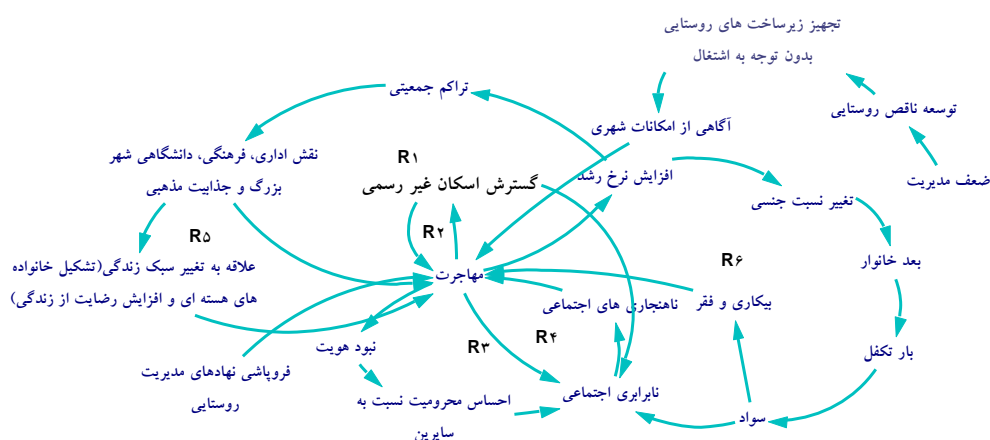 تجهیز زیرساخت های روستایی
بدون توجه به اشتغال
توسعه ناقص روستایی
ضعف مدیریت
آگاهی از امکانات شهری
تراکم جمعیتی
نقش اداری، فرهنگی، دانشگاهی شهر
بزرگ و جذابیت مذهبی
R۱
گسترش اسکان غیر رسمی
افزایش نرخ رشد
تغییر نسبت جنسی
R۲
R۵
علاقه به تغییر سبک زندگی(تشکیل خانواده
های هسته ای و افزایش رضایت از زندگی)
مهاجرت
R۶
بعد خانوار
ناهنجاری های اجتماعی
بیکاری و فقر
نبود هویت
R۳
R۴
بار تکفل
فروپاشی نهادهای مدیریت
روستایی
احساس محرومیت نسبت به
سایرین
نابرابری اجتماعی
سواد